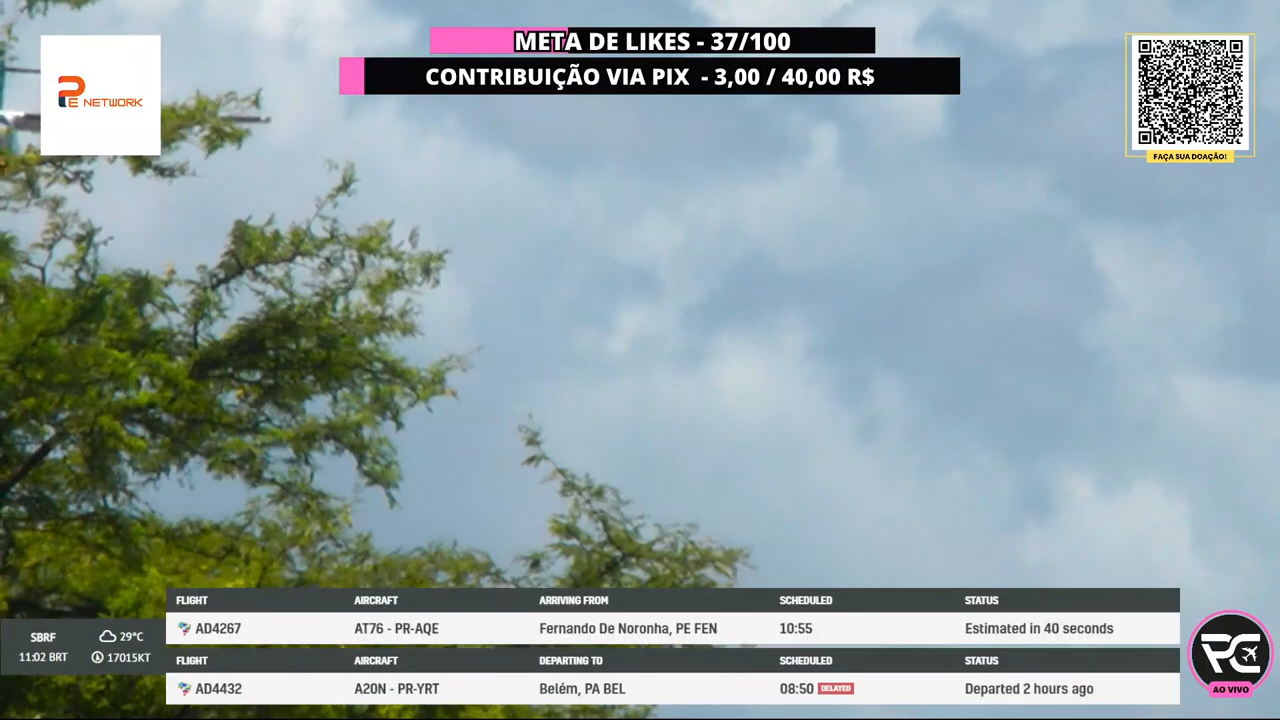 META DE LIKES - 37/100
CONTRIBUIÇÃO VIA PIX - 3,00 / 40,00 R$
PE NETWORK
FAÇA SUA DOAÇÃO!
FLIGHT AIRCRAFT ARRIVING FROM SCHEDULED STATUS
AD4267 AT76 - PR-AQE Fernando De Noronha, PE FEN 10:55 Estimated in 40 seconds
FLIGHT AIRCRAFT DEPARTING TO SCHEDULED STATUS
AD4432 A20N - PR-YRT Belém, PA BEL 08:50 DELAYED Departed 2 hours ago
SBRF 29°C
11:02 BRT 17015KT
PC
AO VIVO